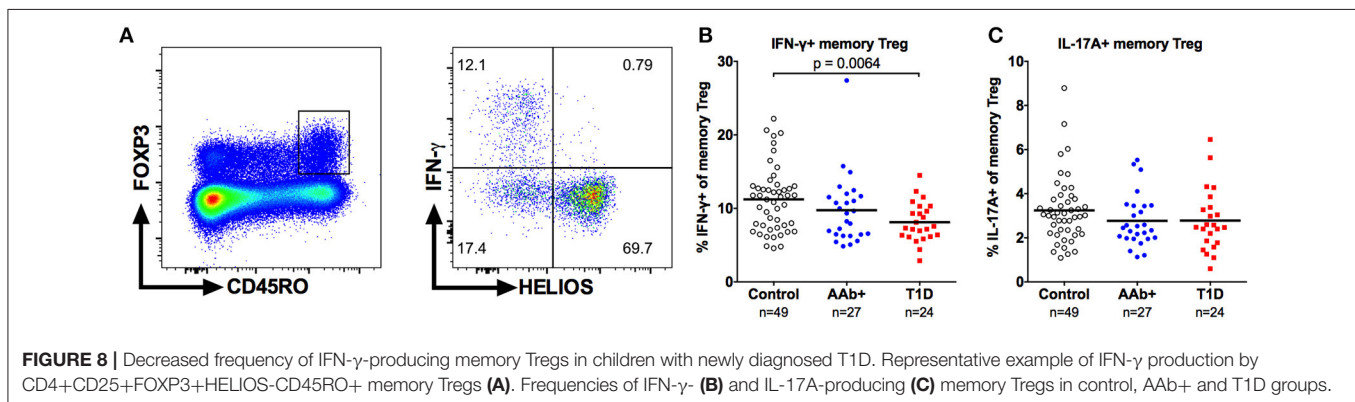 A
FOXP3
CD45RO
12.1
0.79
IFN-γ
17.4
69.7
HELIOS
B
IFN-γ+ memory Treg
p = 0.0064
% IFN-γ+ of memory Treg
30
20
10
0
Control
AAb+
T1D
n=49
n=27
n=24
C
IL-17A+ memory Treg
% IL-17A+ of memory Treg
10
8
6
4
2
0
Control
AAb+
T1D
n=49
n=27
n=24
FIGURE 8 | Decreased frequency of IFN-γ-producing memory Tregs in children with newly diagnosed T1D. Representative example of IFN-γ production by
CD4+CD25+FOXP3+HELIOS-CD45RO+ memory Tregs (A). Frequencies of IFN-γ- (B) and IL-17A-producing (C) memory Tregs in control, AAb+ and T1D groups.